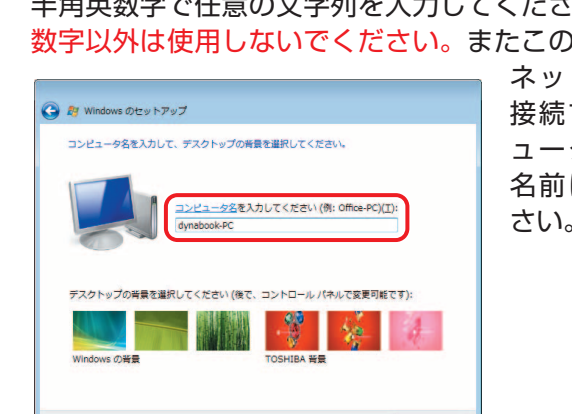 半角英数字で任意の文字列を入力してくださ
数字以外は使用しないでください。またこの
ネッ
接続
ュー
名前
さい。
Windows のセットアップ
コンピュータ名を入力して、デスクトップの背景を選択してください。
コンピュータ名を入力してください (例: Office-PC)(T):
dynabook-PC
デスクトップの背景を選択してください (後で、コントロール パネルで変更可能です):
Windows の背景
TOSHIBA 背景